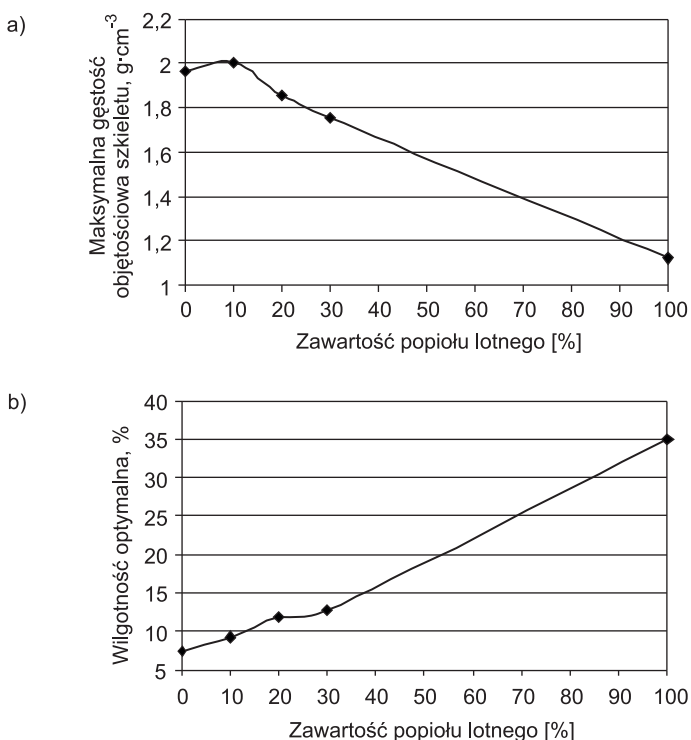 a)
Maksymalna gęstość
objętościowa szkieletu, g·cm⁻³
2,2
2
1,8
1,6
1,4
1,2
1
0 10 20 30 40 50 60 70 80 90 100
Zawartość popiołu lotnego [%]
b)
Wilgotność optymalna, %
40
35
30
25
20
15
10
5
0 10 20 30 40 50 60 70 80 90 100
Zawartość popiołu lotnego [%]